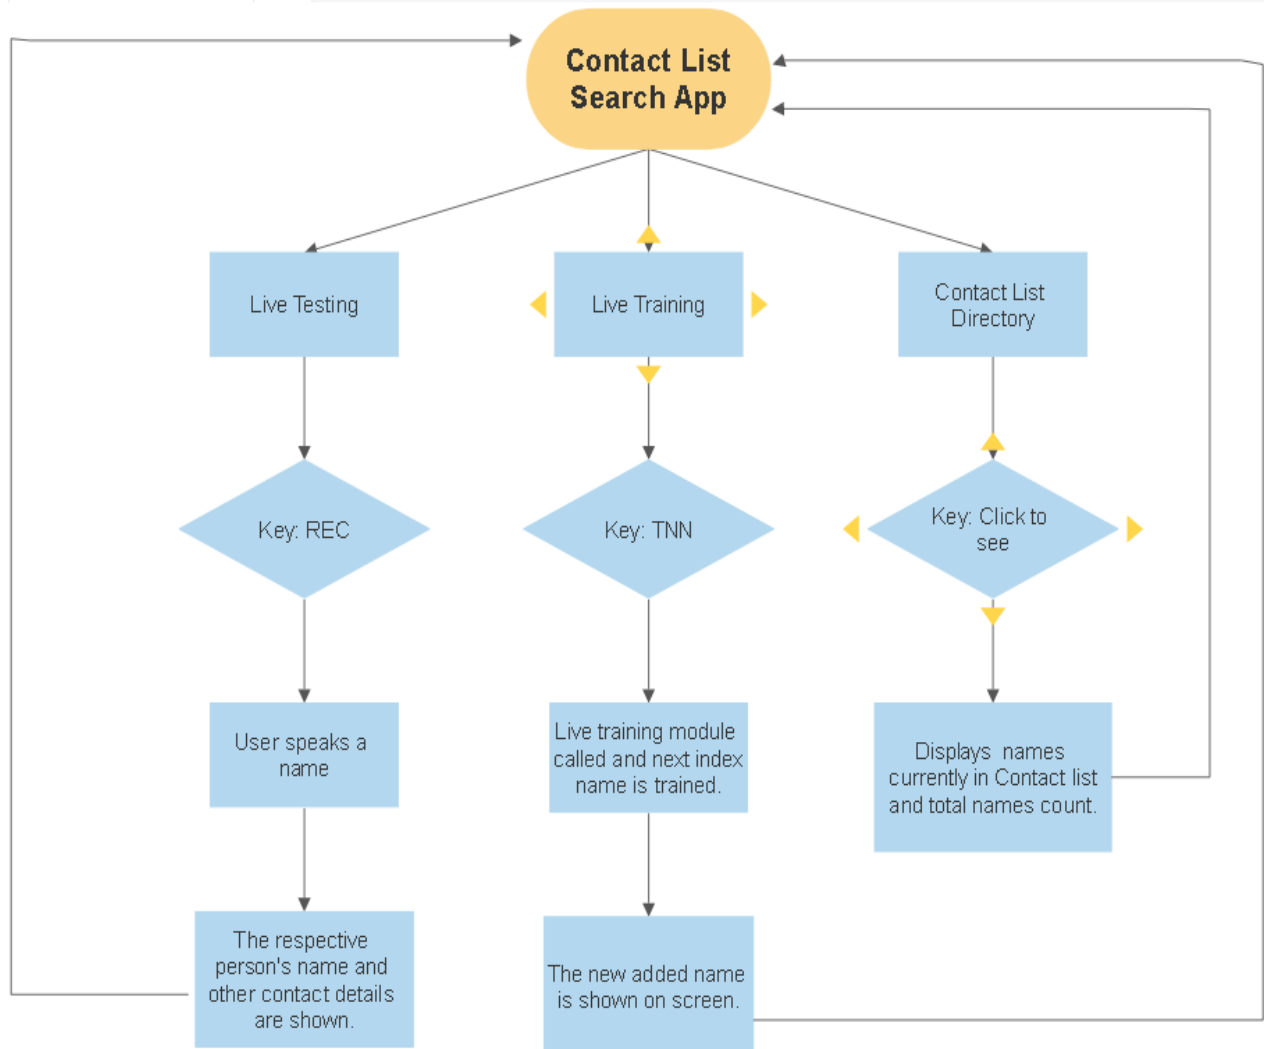 Contact List
Search App
Live Testing
Live Training
Contact List
Directory
Key: REC
Key: TNN
Key: Click to
see
User speaks a
name
Live training module
called and next index
name is trained.
Displays names
currently in Contact list
and total names count.
The respective
person's name and
other contact details
are shown.
The new added name
is shown on screen.